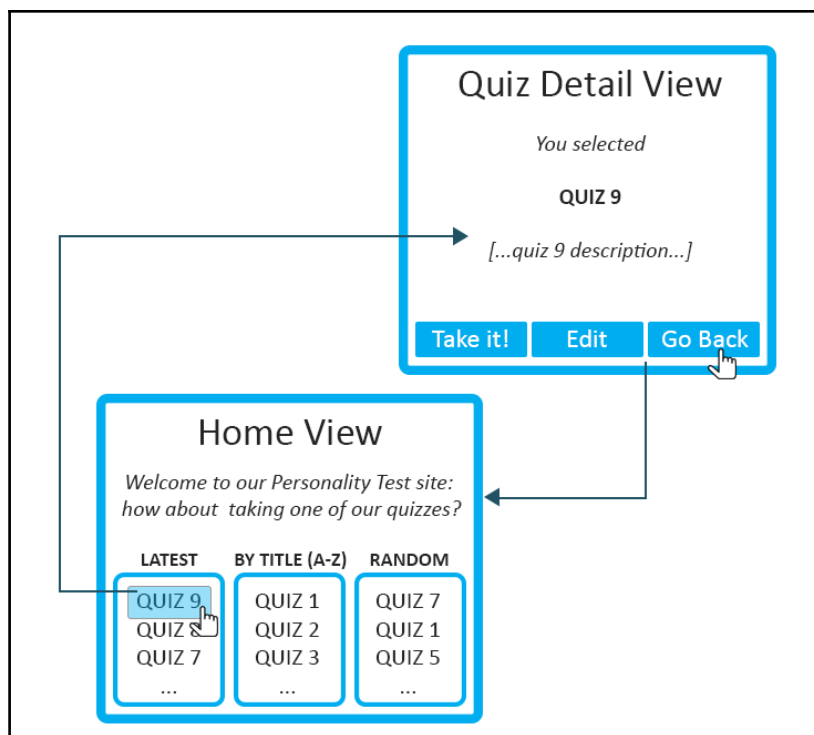 Quiz Detail View
You selected
QUIZ 9
[...quiz 9 description...]
Take it! Edit Go Back
Home View
Welcome to our Personality Test site:
how about taking one of our quizzes?
LATEST BY TITLE (A-Z) RANDOM
QUIZ 9 QUIZ 1 QUIZ 7
QUIZ 8 QUIZ 2 QUIZ 1
QUIZ 7 QUIZ 3 QUIZ 5
... ... ...